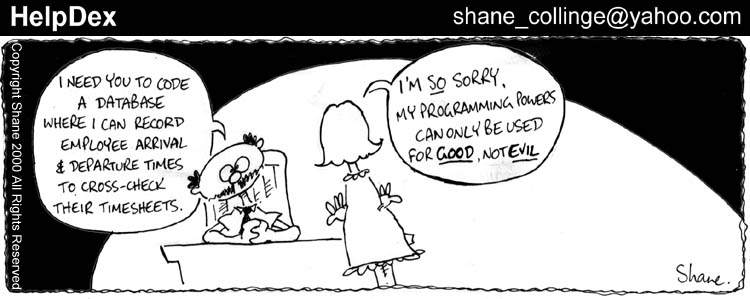 HelpDex
shane_collinge@yahoo.com
Copyright Shane 2000 All Rights Reserved
I NEED YOU TO CODE
A DATABASE
WHERE I CAN RECORD
EMPLOYEE ARRIVAL
& DEPARTURE TIMES
TO CROSS-CHECK
THEIR TIMESHEETS.
I'M SO SORRY,
MY PROGRAMMING POWERS
CAN ONLY BE USED
FOR GOOD, NOT EVIL
Shane.